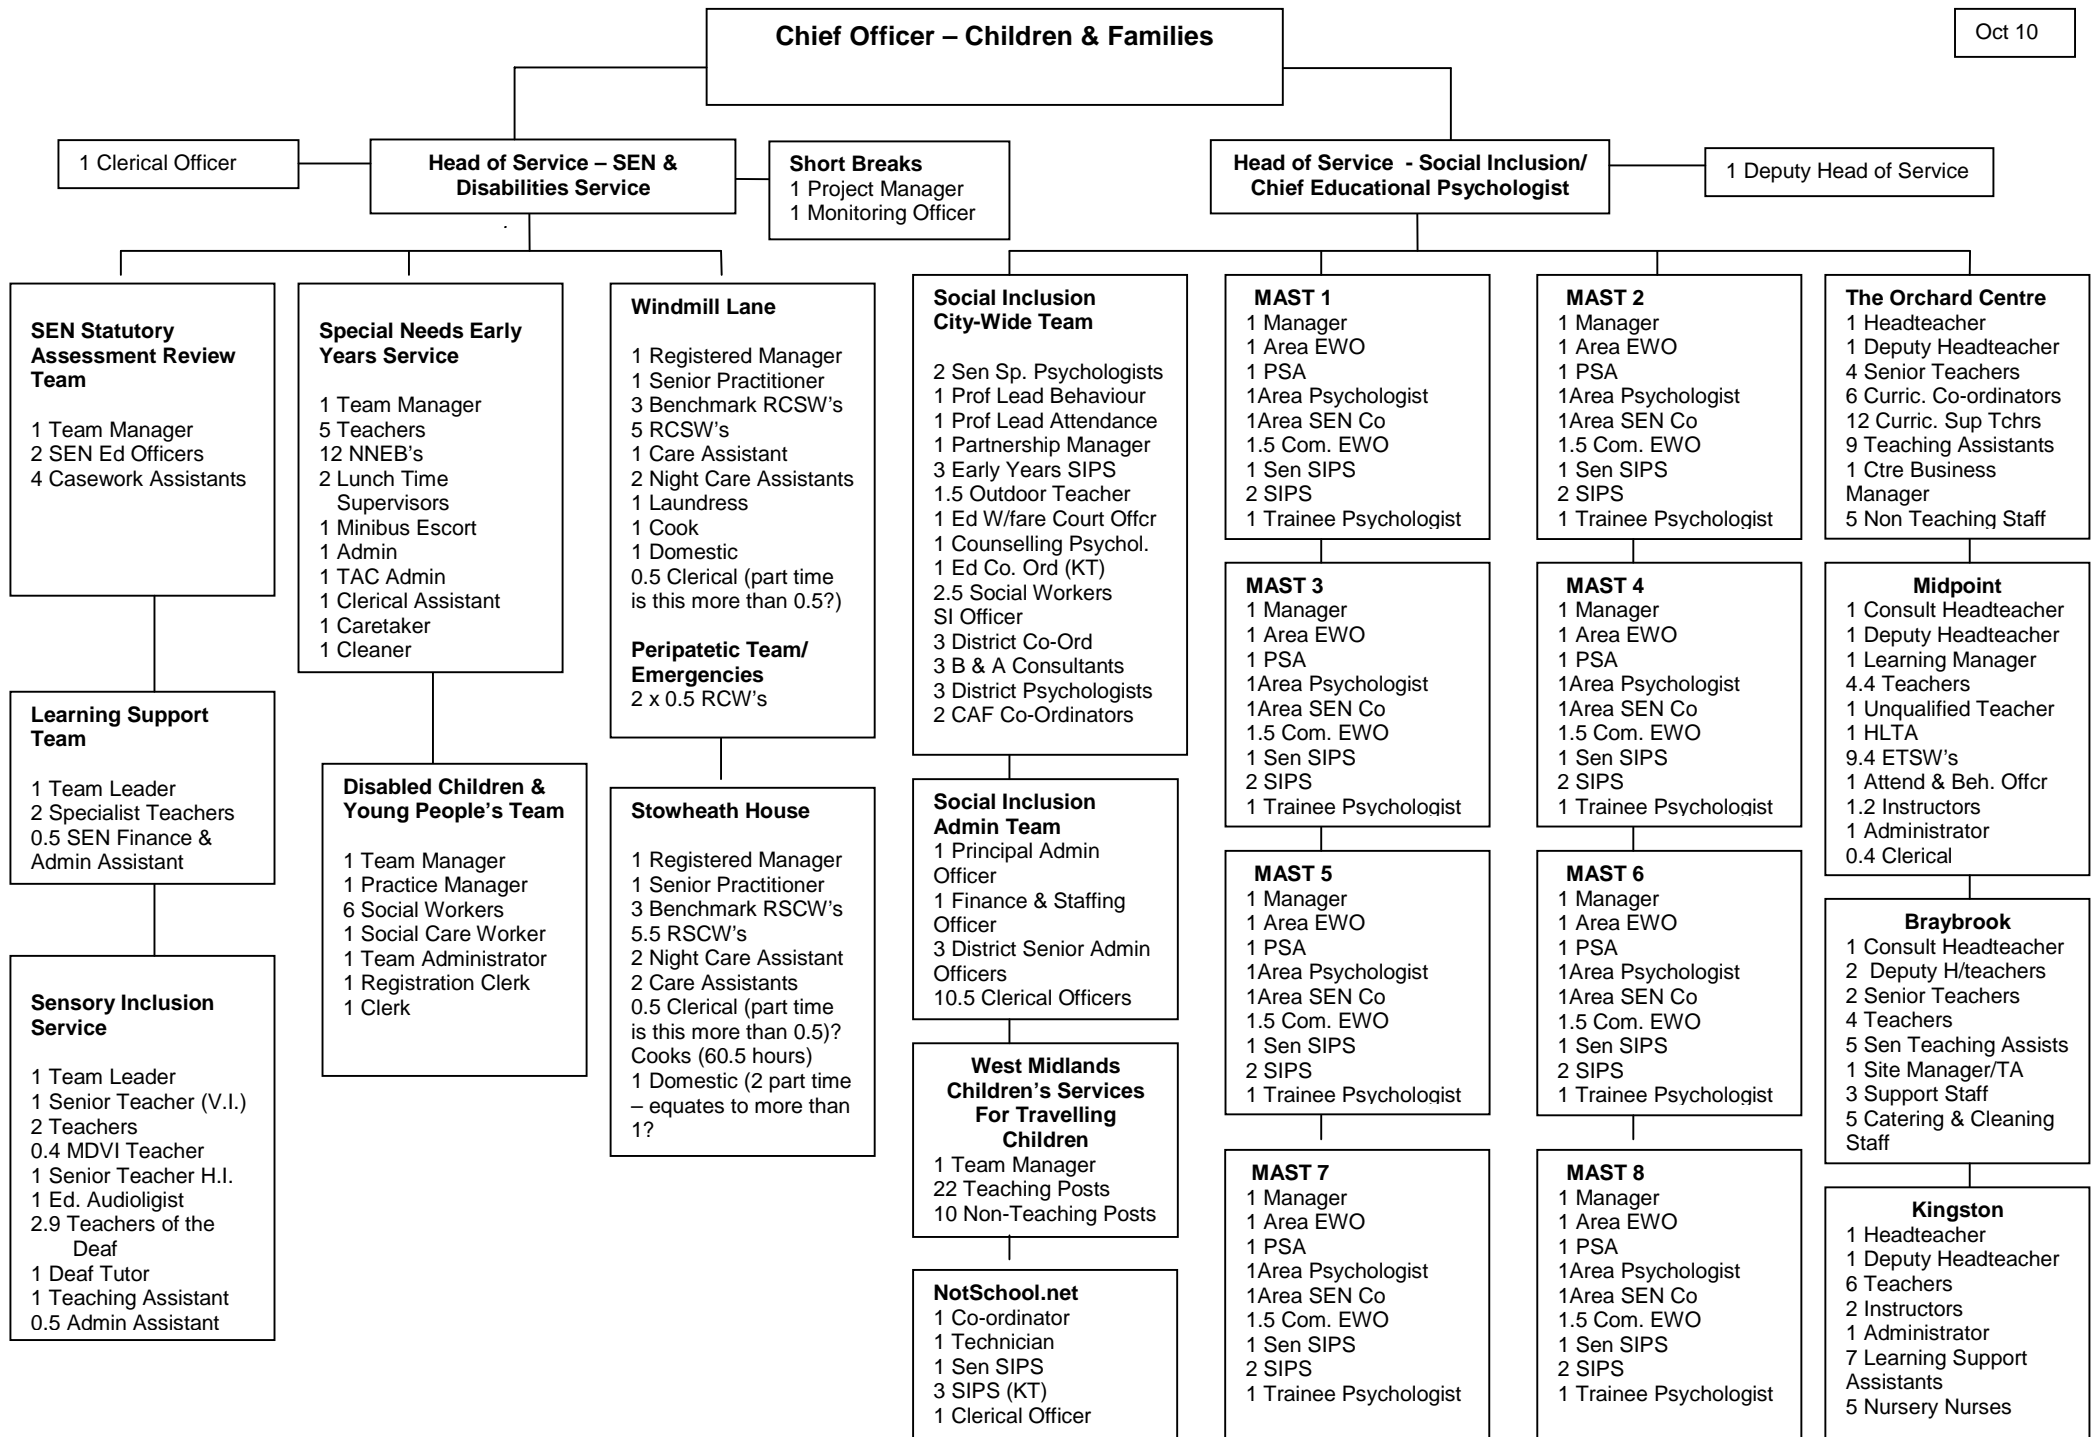 Chief Officer – Children & Families
Oct 10
1 Clerical Officer
Head of Service – SEN &
Disabilities Service
Short Breaks
1 Project Manager
1 Monitoring Officer
Head of Service - Social Inclusion/
Chief Educational Psychologist
1 Deputy Head of Service
SEN Statutory
Assessment Review
Team
1 Team Manager
2 SEN Ed Officers
4 Casework Assistants
Learning Support
Team
1 Team Leader
2 Specialist Teachers
0.5 SEN Finance &
Admin Assistant
Sensory Inclusion
Service
1 Team Leader
1 Senior Teacher (V.I.)
2 Teachers
0.4 MDVI Teacher
1 Senior Teacher H.I.
1 Ed. Audioligist
2.9 Teachers of the
Deaf
1 Deaf Tutor
1 Teaching Assistant
0.5 Admin Assistant
Special Needs Early
Years Service
1 Team Manager
5 Teachers
12 NNEB's
2 Lunch Time
Supervisors
1 Minibus Escort
1 Admin
1 TAC Admin
1 Clerical Assistant
1 Caretaker
1 Cleaner
Disabled Children &
Young People's Team
1 Team Manager
1 Practice Manager
6 Social Workers
1 Social Care Worker
1 Team Administrator
1 Registration Clerk
1 Clerk
Windmill Lane
1 Registered Manager
1 Senior Practitioner
3 Benchmark RCSW's
5 RCSW's
1 Care Assistant
2 Night Care Assistants
1 Laundress
1 Cook
1 Domestic
0.5 Clerical (part time
is this more than 0.5?)
Peripatetic Team/
Emergencies
2 x 0.5 RCW's
Stowheath House
1 Registered Manager
1 Senior Practitioner
3 Benchmark RSCW's
5.5 RSCW's
2 Night Care Assistant
2 Care Assistants
0.5 Clerical (part time
is this more than 0.5)?
Cooks (60.5 hours)
1 Domestic (2 part time
– equates to more than
1?
Social Inclusion
City-Wide Team
2 Sen Sp. Psychologists
1 Prof Lead Behaviour
1 Prof Lead Attendance
1 Partnership Manager
3 Early Years SIPS
1.5 Outdoor Teacher
1 Ed W/fare Court Offcr
1 Counselling Psychol.
1 Ed Co. Ord (KT)
2.5 Social Workers
SI Officer
3 District Co-Ord
3 B & A Consultants
3 District Psychologists
2 CAF Co-Ordinators
Social Inclusion
Admin Team
1 Principal Admin
Officer
1 Finance & Staffing
Officer
3 District Senior Admin
Officers
10.5 Clerical Officers
West Midlands
Children's Services
For Travelling
Children
1 Team Manager
22 Teaching Posts
10 Non-Teaching Posts
NotSchool.net
1 Co-ordinator
1 Technician
1 Sen SIPS
3 SIPS (KT)
1 Clerical Officer
MAST 1
1 Manager
1 Area EWO
1 PSA
1Area Psychologist
1Area SEN Co
1.5 Com. EWO
1 Sen SIPS
2 SIPS
1 Trainee Psychologist
MAST 3
1 Manager
1 Area EWO
1 PSA
1Area Psychologist
1Area SEN Co
1.5 Com. EWO
1 Sen SIPS
2 SIPS
1 Trainee Psychologist
MAST 5
1 Manager
1 Area EWO
1 PSA
1Area Psychologist
1Area SEN Co
1.5 Com. EWO
1 Sen SIPS
2 SIPS
1 Trainee Psychologist
MAST 7
1 Manager
1 Area EWO
1 PSA
1Area Psychologist
1Area SEN Co
1.5 Com. EWO
1 Sen SIPS
2 SIPS
1 Trainee Psychologist
MAST 2
1 Manager
1 Area EWO
1 PSA
1Area Psychologist
1Area SEN Co
1.5 Com. EWO
1 Sen SIPS
2 SIPS
1 Trainee Psychologist
MAST 4
1 Manager
1 Area EWO
1 PSA
1Area Psychologist
1Area SEN Co
1.5 Com. EWO
1 Sen SIPS
2 SIPS
1 Trainee Psychologist
MAST 6
1 Manager
1 Area EWO
1 PSA
1Area Psychologist
1Area SEN Co
1.5 Com. EWO
1 Sen SIPS
2 SIPS
1 Trainee Psychologist
MAST 8
1 Manager
1 Area EWO
1 PSA
1Area Psychologist
1Area SEN Co
1.5 Com. EWO
1 Sen SIPS
2 SIPS
1 Trainee Psychologist
The Orchard Centre
1 Headteacher
1 Deputy Headteacher
4 Senior Teachers
6 Curric. Co-ordinators
12 Curric. Sup Tchrs
9 Teaching Assistants
1 Ctre Business
Manager
5 Non Teaching Staff
Midpoint
1 Consult Headteacher
1 Deputy Headteacher
1 Learning Manager
4.4 Teachers
1 Unqualified Teacher
1 HLTA
9.4 ETSW's
1 Attend & Beh. Offcr
1.2 Instructors
1 Administrator
0.4 Clerical
Braybrook
1 Consult Headteacher
2 Deputy H/teachers
2 Senior Teachers
4 Teachers
5 Sen Teaching Assists
1 Site Manager/TA
3 Support Staff
5 Catering & Cleaning
Staff
Kingston
1 Headteacher
1 Deputy Headteacher
6 Teachers
2 Instructors
1 Administrator
7 Learning Support
Assistants
5 Nursery Nurses